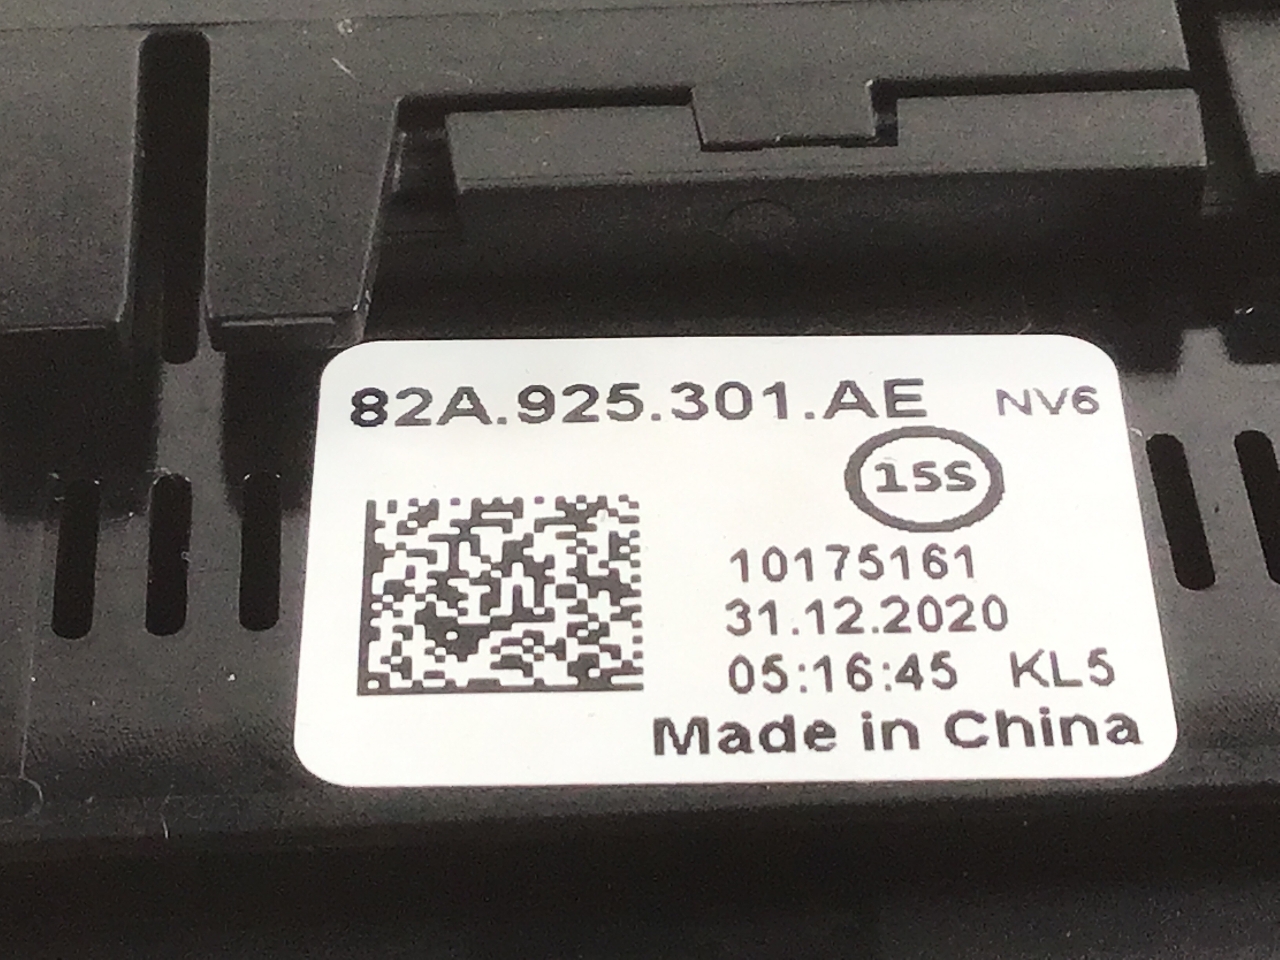 82A.925.301.AE NV6
15S
10175161
31.12.2020
05:16:45 KL5
Made in China